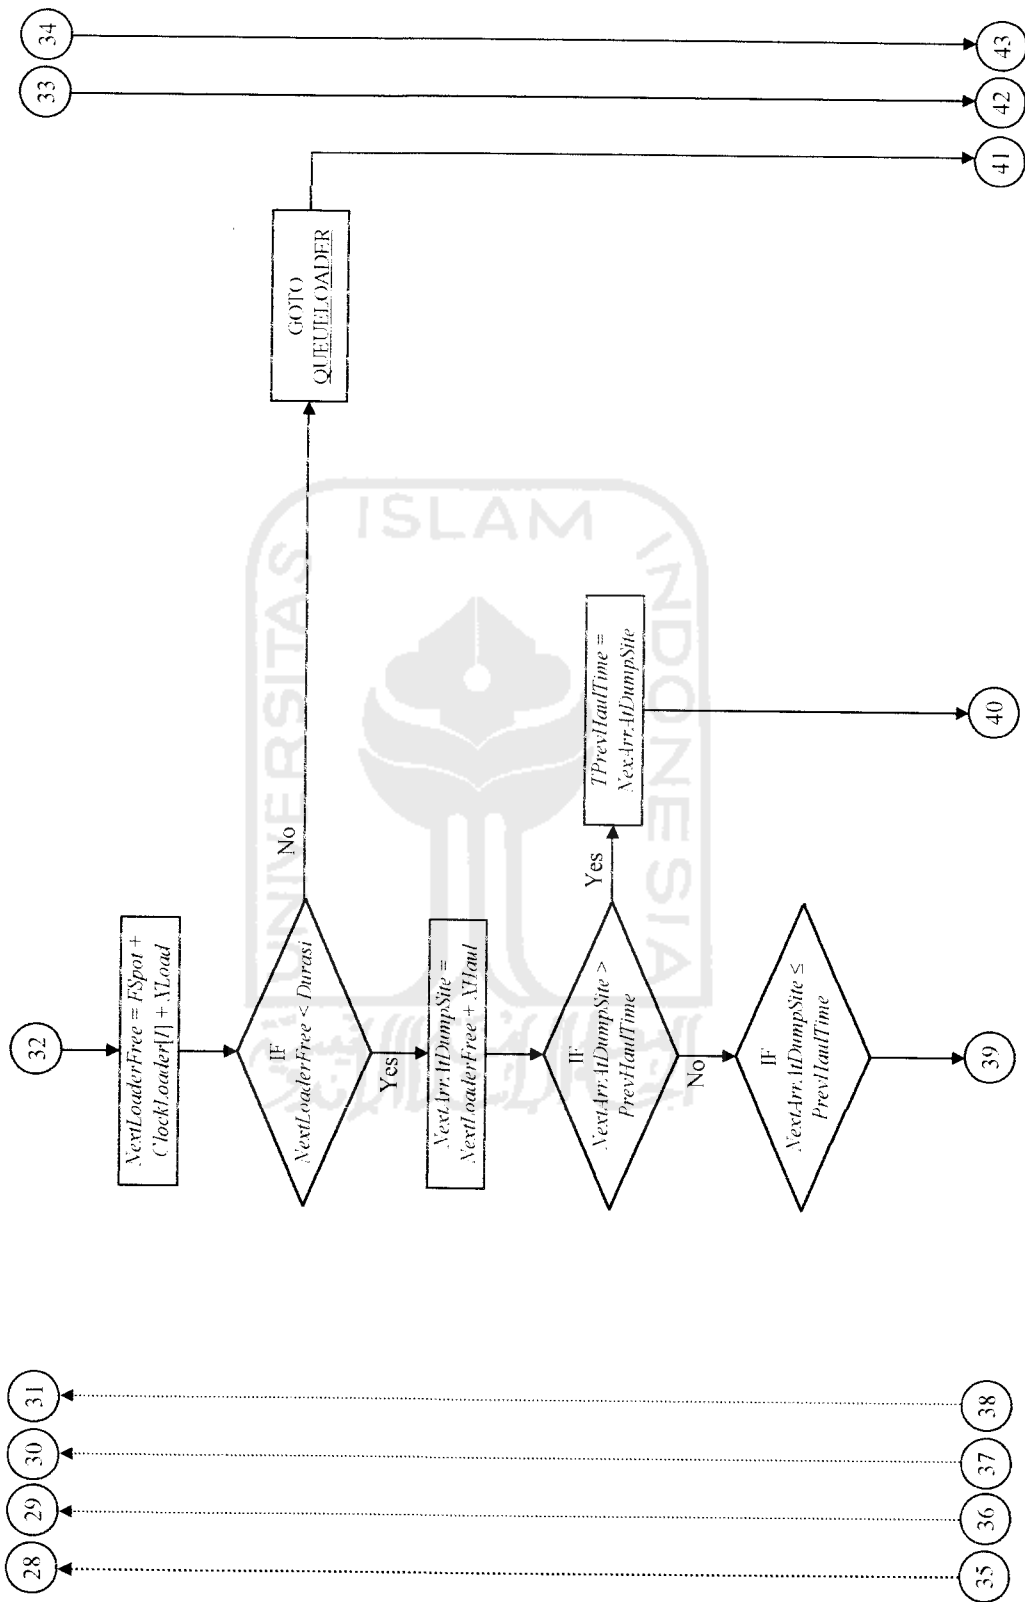 28
29
30
31
32
33
34
NextLoaderFree = FSpot +
ClockLoader[I] + XLoad
IF
NextLoaderFree < Durasi
No
GOTO
QUEUELOADER
Yes
NextArrAtDumpSite =
NextLoaderFree + XHaul
IF
NextArrAtDumpSite >
PrevHaulTime
Yes
TPrevHaulTime =
NexArrAtDumpSite
No
IF
NextArrAtDumpSite ≤
PrevHaulTime
35
36
37
38
39
40
41
42
43
UNIVERSITAS
ISLAM
INDONESIA